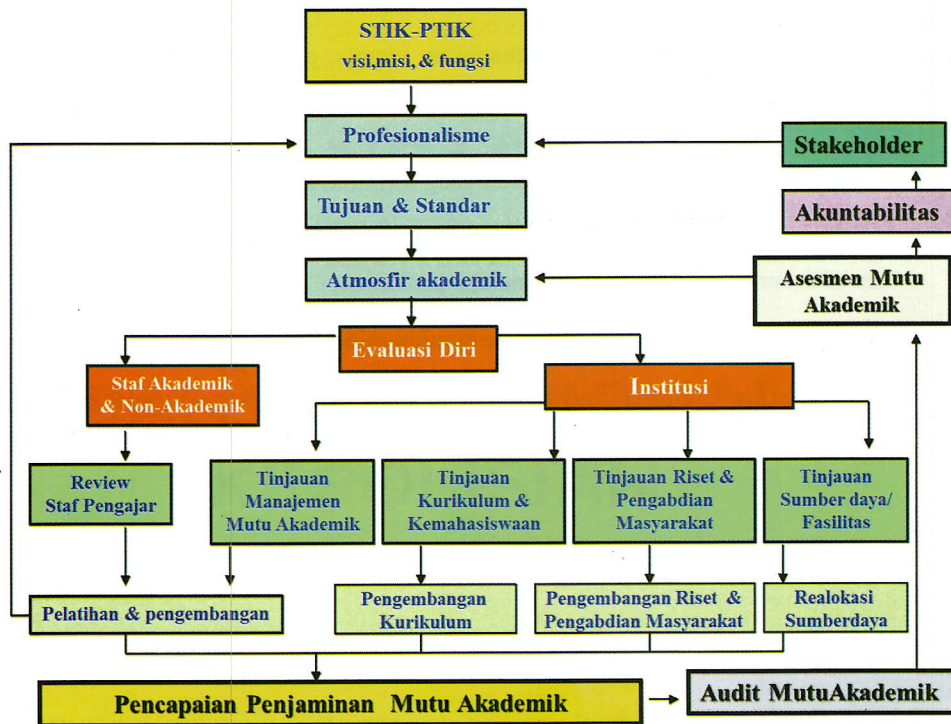 STIK-PTIK
visi,misi, & fungsi
Profesionalisme
Stakeholder
Tujuan & Standar
Akuntabilitas
Atmosfir akademik
Asesmen Mutu
Akademik
Evaluasi Diri
Staf Akademik
& Non-Akademik
Institusi
Review
Staf Pengajar
Tinjauan
Manajemen
Mutu Akademik
Tinjauan
Kurikulum &
Kemahasiswaan
Tinjauan Riset &
Pengabdian
Masyarakat
Tinjauan
Sumber daya/
Fasilitas
Pelatihan & pengembangan
Pengembangan
Kurikulum
Pengembangan Riset &
Pengabdian Masyarakat
Realokasi
Sumberdaya
Pencapaian Penjaminan Mutu Akademik
Audit MutuAkademik